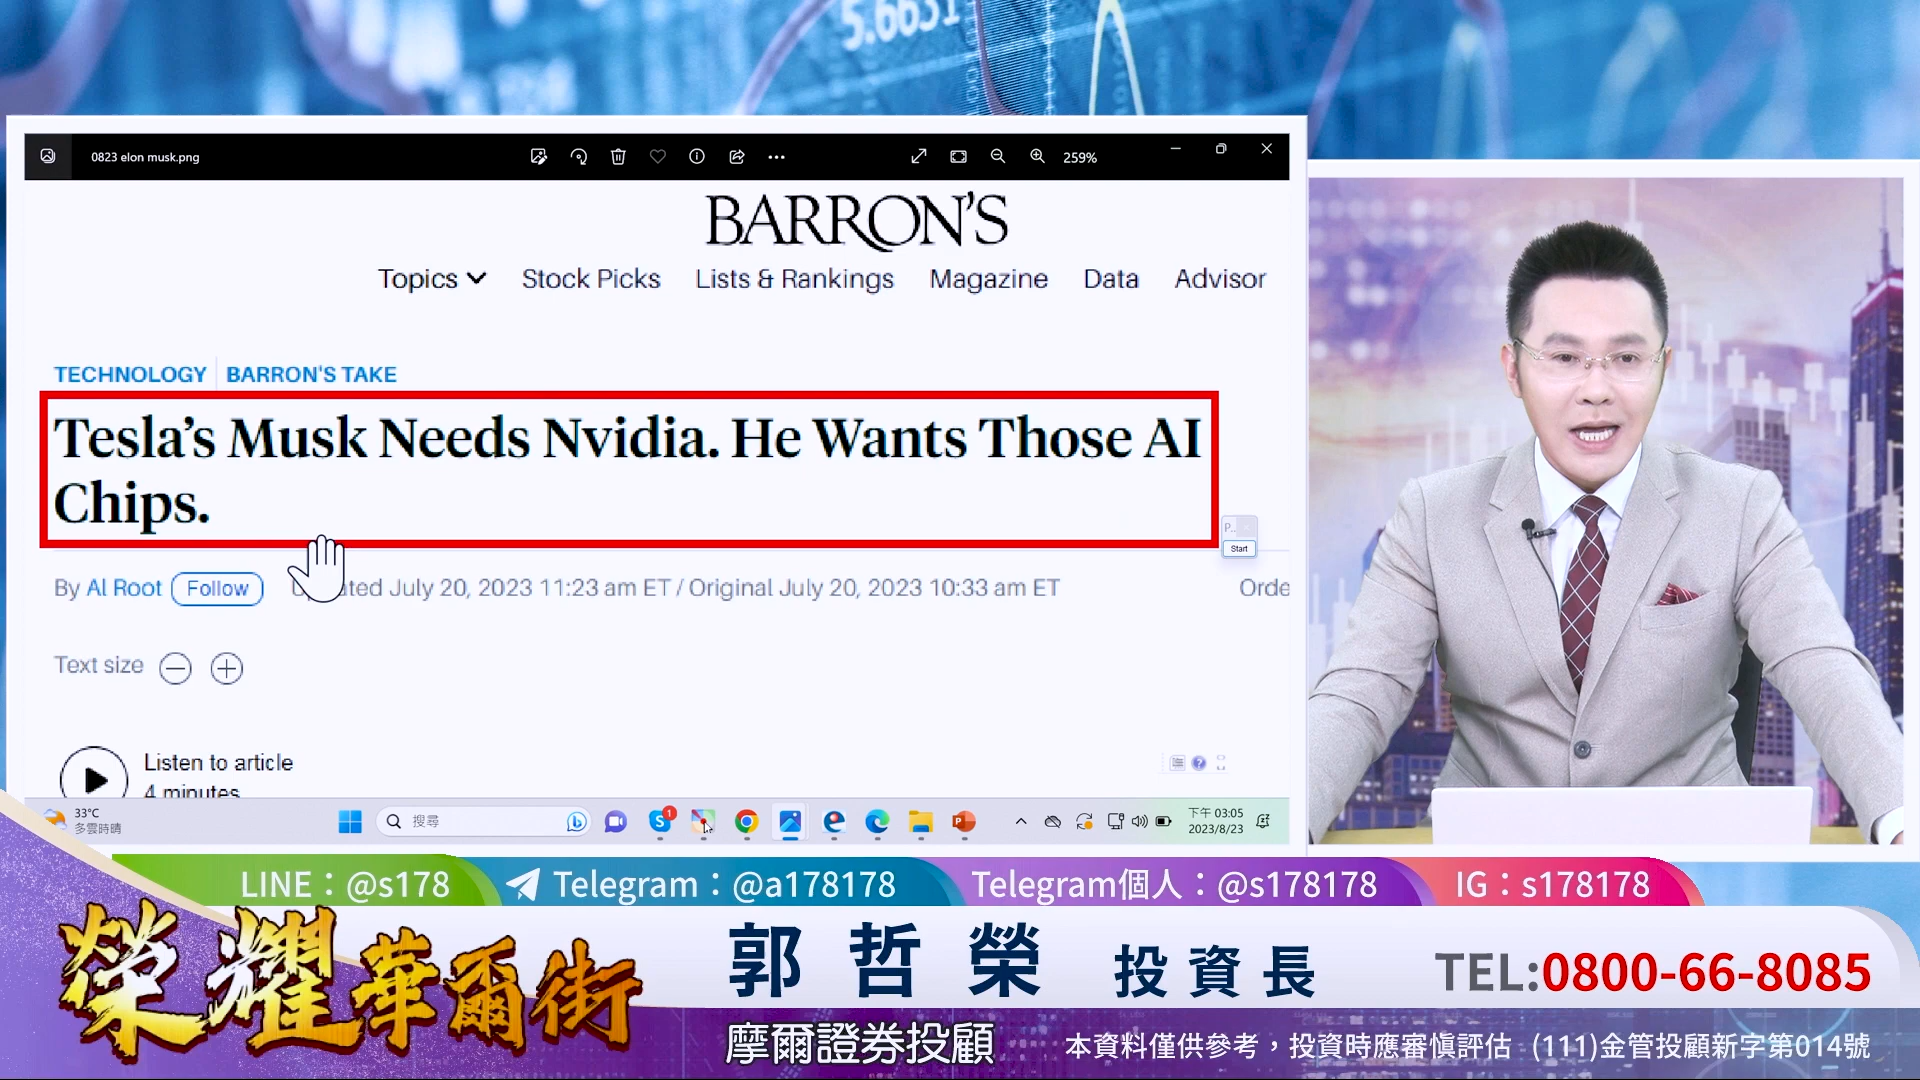 5.6631
0823 elon musk.png
259%
BARRON'S
Topics
Stock Picks
Lists & Rankings
Magazine
Data
Advisor
TECHNOLOGY
BARRON'S TAKE
Tesla's Musk Needs Nvidia. He Wants Those AI
Chips.
P..
Start
By Al Root
Follow
ated July 20, 2023 11:23 am ET / Original July 20, 2023 10:33 am ET
Orde
Text size
Listen to article
4 minutes
33°C
多雲時晴
搜尋
1
下午 03:05
2023/8/23
LINE：@s178
Telegram：@a178178
Telegram個人：@s178178
IG：s178178
榮耀華爾街
郭哲榮 投資長
TEL:0800-66-8085
摩爾證券投顧
本資料僅供參考，投資時應審慎評估 (111)金管投顧新字第014號